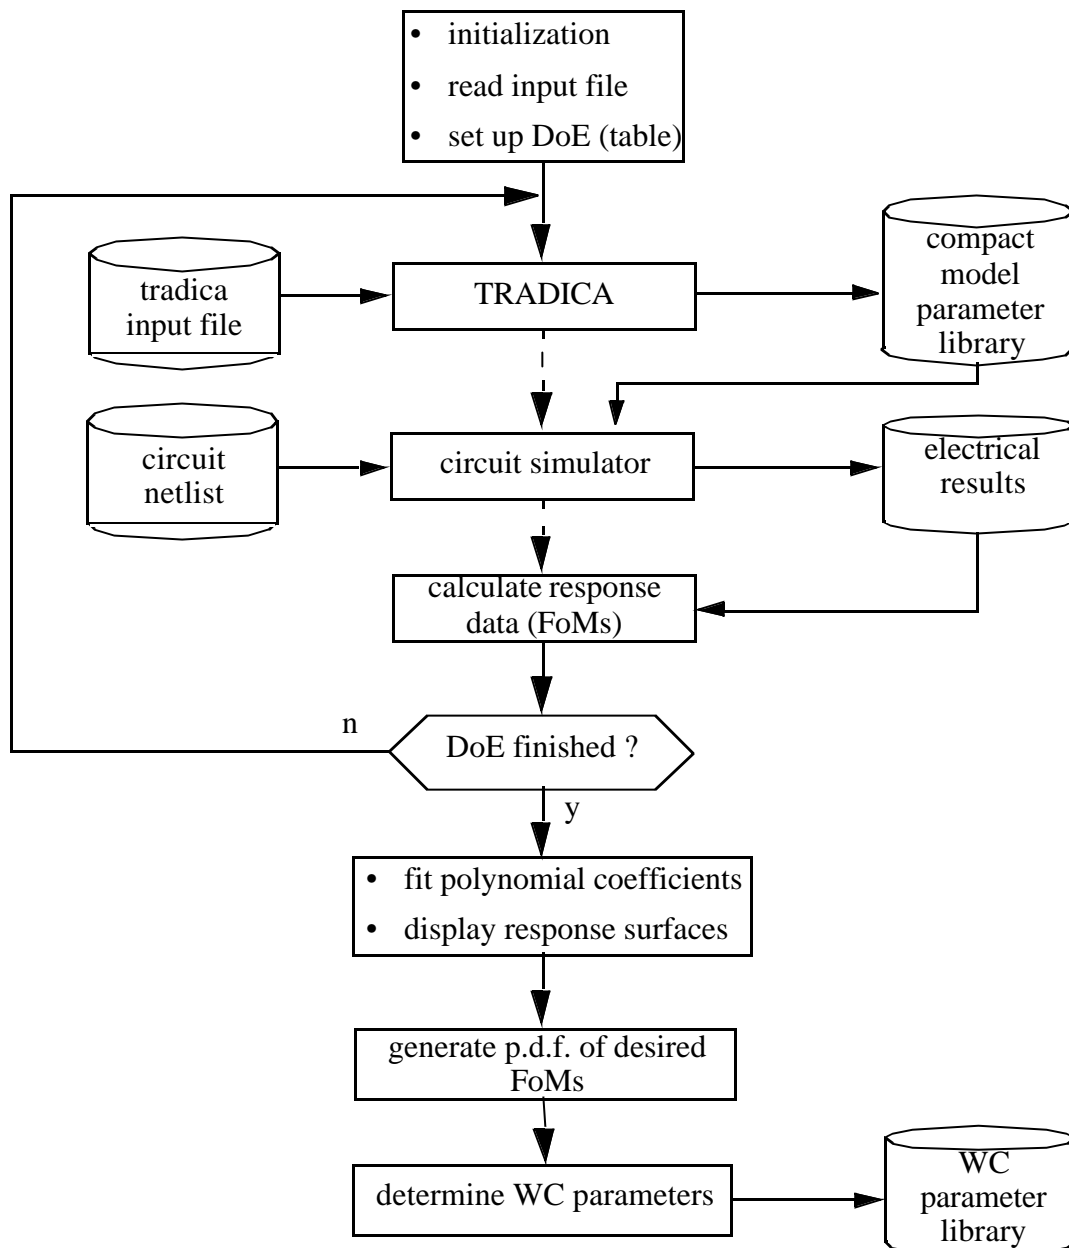 • initialization
• read input file
• set up DoE (table)
compact
model
parameter
library
tradica
input file
TRADICA
circuit
netlist
circuit simulator
electrical
results
calculate response
data (FoMs)
n
DoE finished ?
y
• fit polynomial coefficients
• display response surfaces
generate p.d.f. of desired
FoMs
determine WC parameters
WC
parameter
library